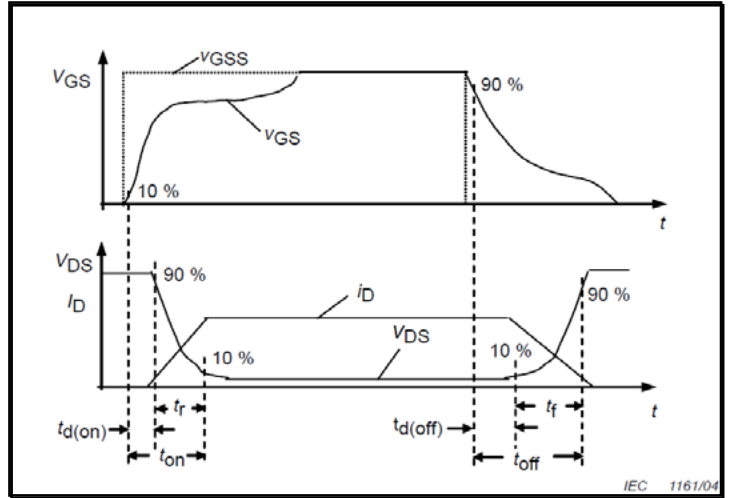 VGSS
VGS
90 %
vGS
10 %
t
VDS
90 %
ID
iD
90 %
10 %
VDS
10 %
tr
tf
t
td(on)
td(off)
ton
toff
IEC 1161/04